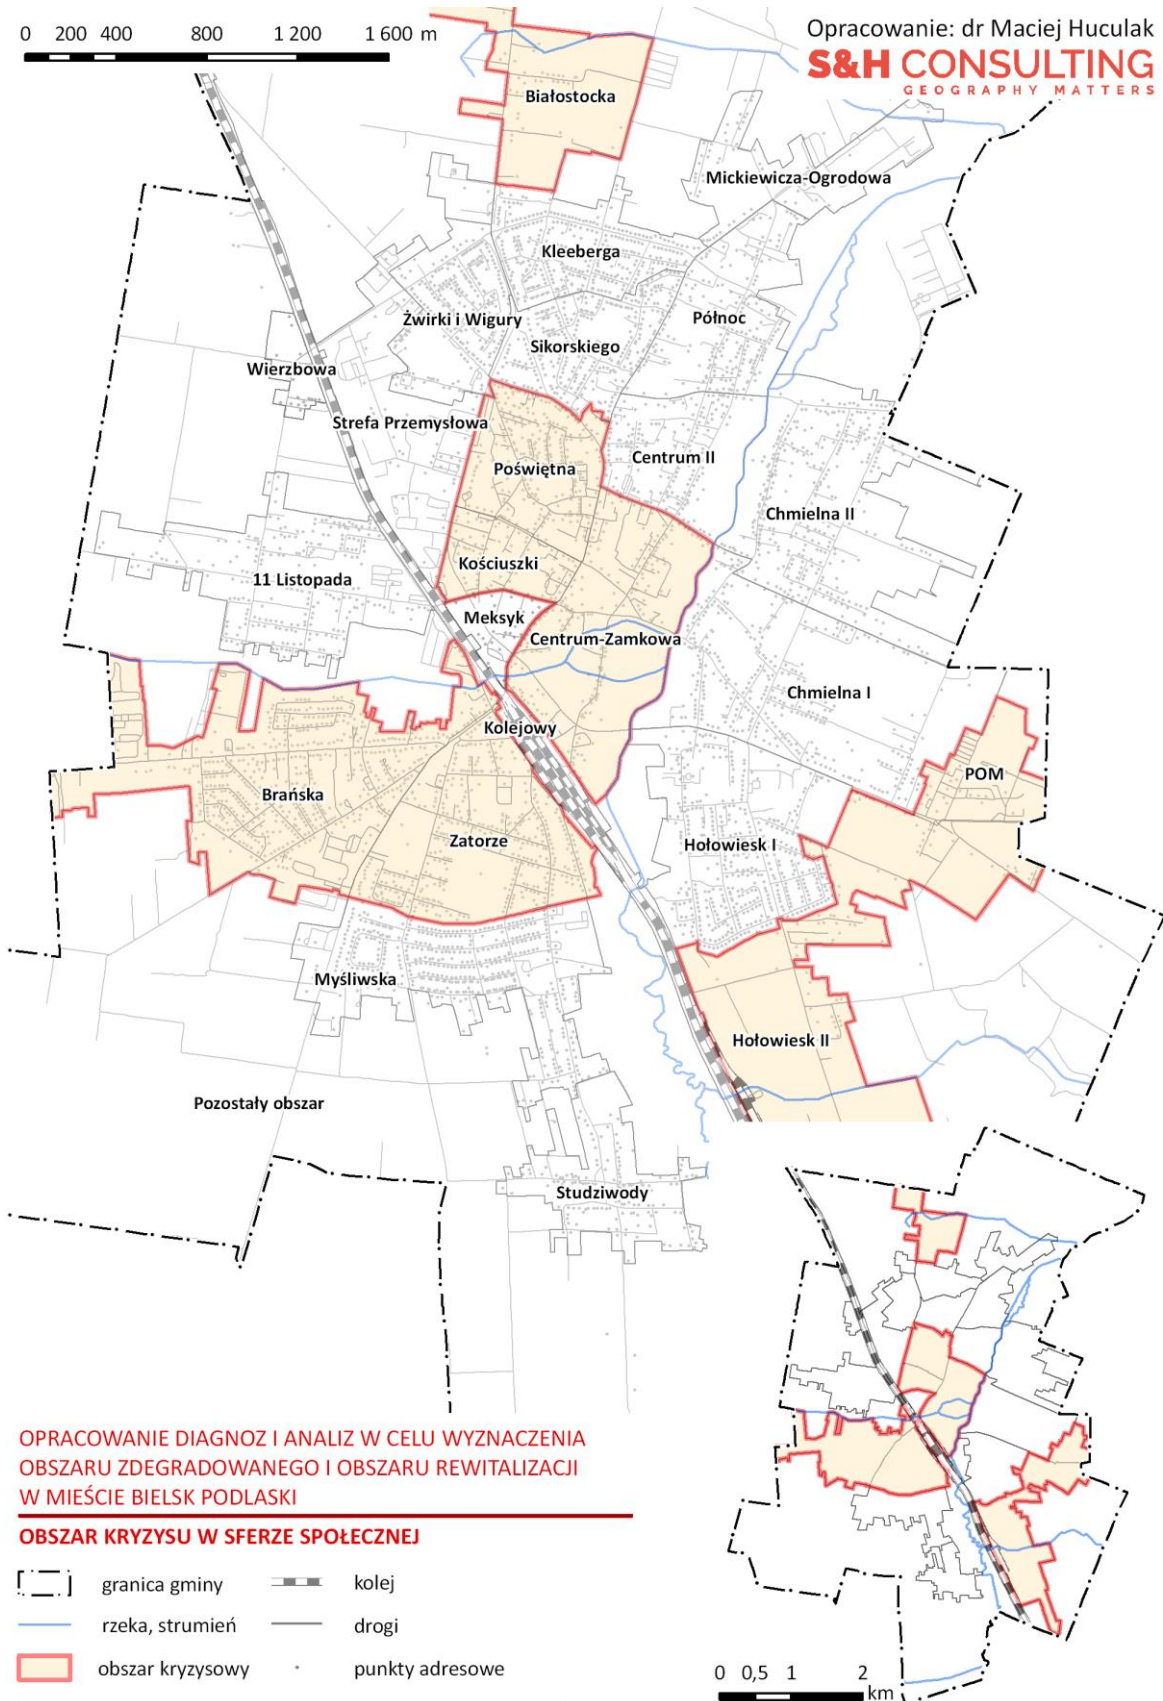 0 200 400 800 1 200 1 600 m
Opracowanie: dr Maciej Huculak
S&H CONSULTING
GEOGRAPHY MATTERS
Białostocka
Mickiewicza-Ogrodowa
Kleeberga
Żwirki i Wigury
Północ
Sikorskiego
Wierzbowa
Strefa Przemysłowa
Poświętna
Centrum II
Chmielna II
Kościuszki
11 Listopada
Meksyk
Centrum-Zamkowa
Chmielna I
Kolejowy
POM
Brańska
Zatorze
Hołowiesk I
Myśliwska
Hołowiesk II
Pozostały obszar
Studziwody
OPRACOWANIE DIAGNOZ I ANALIZ W CELU WYZNACZENIA
OBSZARU ZDEGRADOWANEGO I OBSZARU REWITALIZACJI
W MIEŚCIE BIELSK PODLASKI
OBSZAR KRYZYSU W SFERZE SPOŁECZNEJ
granica gminy
kolej
rzeka, strumień
drogi
obszar kryzysowy
punkty adresowe
0 0,5 1 2
km